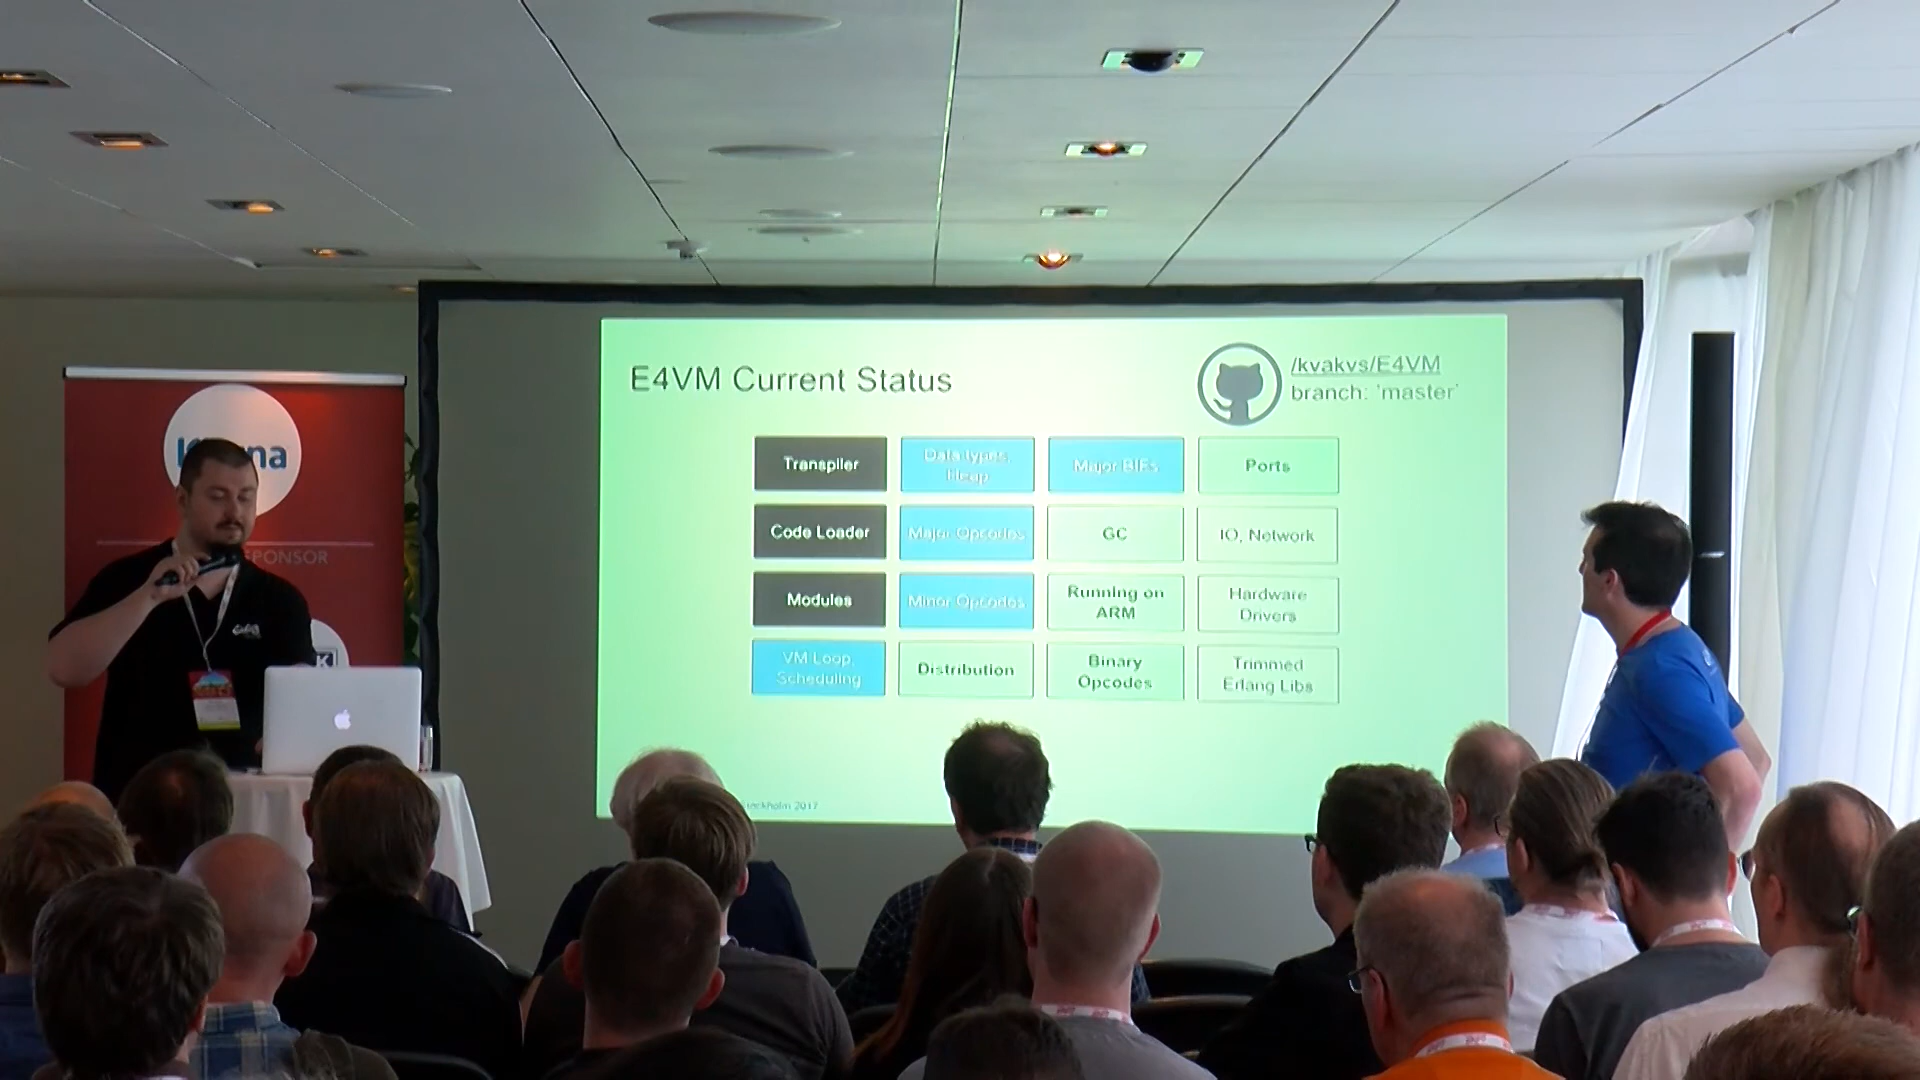 E4VM Current Status
/kvakvs/E4VM
branch: 'master'
Transpiler
Data types,
Heap
Major BIFs
Ports
Code Loader
Major Opcodes
GC
IO, Network
Modules
Minor Opcodes
Running on
ARM
Hardware
Drivers
VM Loop,
Scheduling
Distribution
Binary
Opcodes
Trimmed
Erlang Libs
2017
K